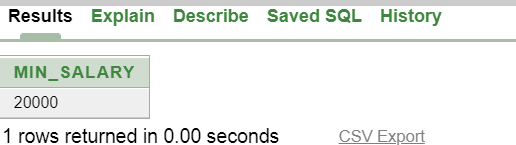 Results Explain Describe Saved SQL History
MIN_SALARY
20000
1 rows returned in 0.00 seconds CSV Export